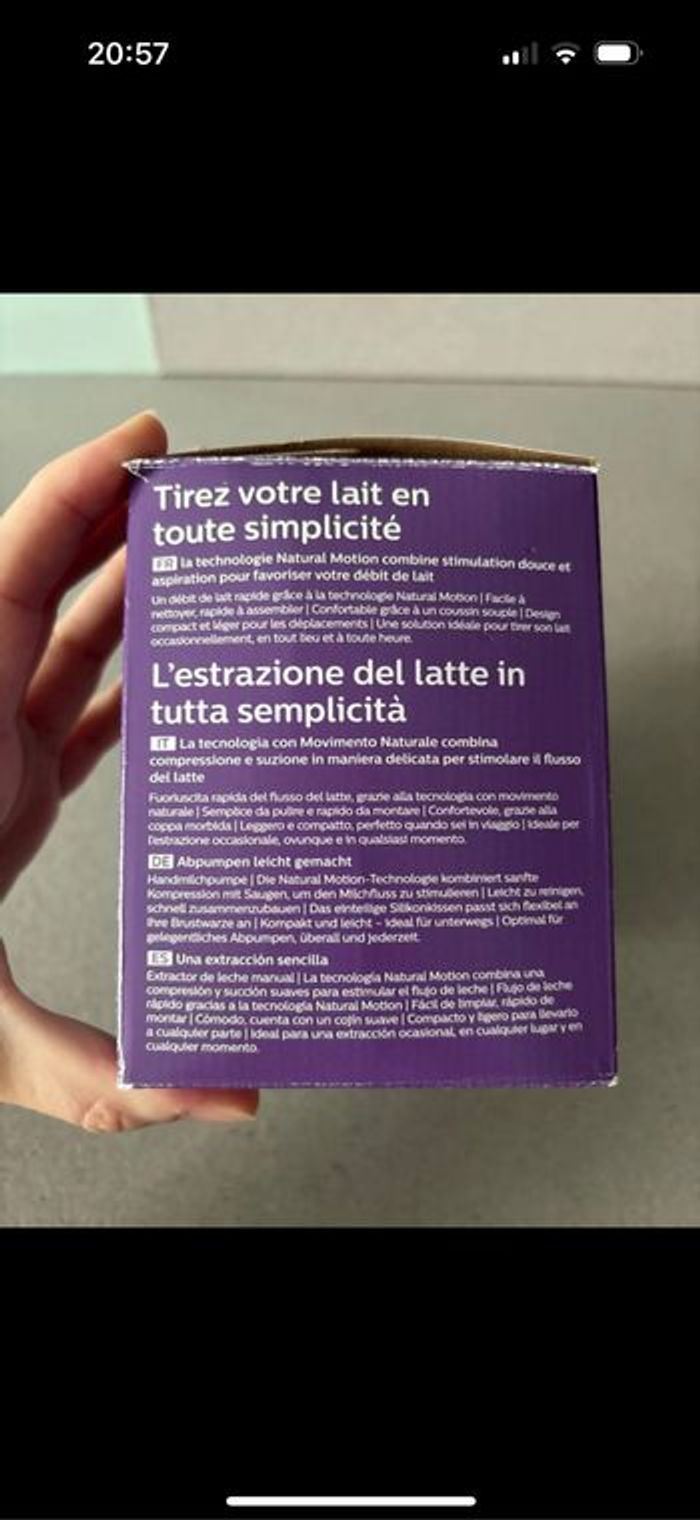 20:57
Tirez votre lait en
toute simplicité
FR la technologie Natural Motion combine stimulation douce et
aspiration pour favoriser votre débit de lait
Un débit de lait rapide grâce à la technologie Natural Motion | Facile à
nettoyer, rapide à assembler | Confortable grâce à un coussin souple | Design
compact et léger pour les déplacements | Une solution idéale pour tirer son lait
occasionnellement, en tout lieu et à toute heure.
L'estrazione del latte in
tutta semplicità
IT La tecnologia con Movimento Naturale combina
compressione e suzione in maniera delicata per stimolare il flusso
del latte
Fuoriuscita rapida del flusso del latte, grazie alla tecnologia con movimento
naturale | Semplice da pulire e rapido da montare | Confortevole, grazie alla
coppa morbida | Leggero e compatto, perfetto quando sei in viaggio | Ideale per
l'estrazione occasionale, ovunque e in qualsiasi momento.
DE Abpumpen leicht gemacht
Handmilchpumpe | Die Natural Motion-Technologie kombiniert sanfte
Kompression mit Saugen, um den Milchfluss zu stimulieren | Leicht zu reinigen,
schnell zusammenzubauen | Das einteilige Silikonkissen passt sich flexibel an
Ihre Brustwarze an | Kompakt und leicht – ideal für unterwegs | Optimal für
gelegentliches Abpumpen, überall und jederzeit.
ES Una extracción sencilla
Extractor de leche manual | La tecnología Natural Motion combina una
compresión y succión suaves para estimular el flujo de leche | Flujo de leche
rápido gracias a la tecnología Natural Motion | Fácil de limpiar, rápido de
montar | Cómodo, cuenta con un cojín suave | Compacto y ligero para llevarlo
a cualquier parte | Ideal para una extracción ocasional, en cualquier lugar y en
cualquier momento.